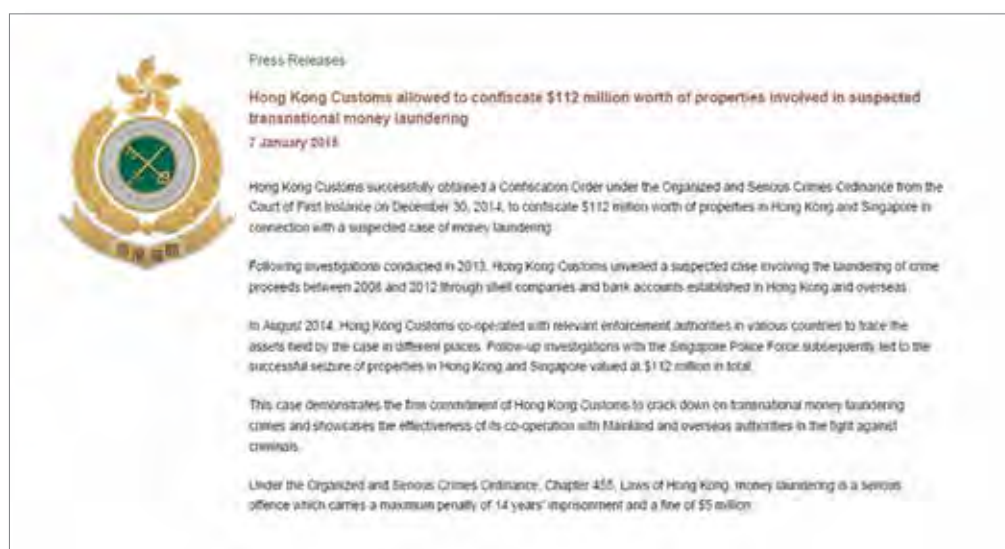 Press Releases
Hong Kong Customs allowed to confiscate $112 million worth of properties involved in suspected
transnational money laundering
7 January 2015
Hong Kong Customs successfully obtained a Confiscation Order under the Organized and Serious Crimes Ordinance from the
Court of First Instance on December 30, 2014, to confiscate $112 million worth of properties in Hong Kong and Singapore in
connection with a suspected case of money laundering.
Following investigations conducted in 2013, Hong Kong Customs unveiled a suspected case involving the laundering of crime
proceeds between 2008 and 2012 through shell companies and bank accounts established in Hong Kong and overseas.
In August 2014, Hong Kong Customs co-operated with relevant enforcement authorities in various countries to trace the
assets held by the case in different places. Follow-up investigations with the Singapore Police Force subsequently led to the
successful seizure of properties in Hong Kong and Singapore valued at $112 million in total.
This case demonstrates the firm commitment of Hong Kong Customs to crack down on transnational money laundering
crimes and showcases the effectiveness of its co-operation with Mainland and overseas authorities in the fight against
criminals.
Under the Organized and Serious Crimes Ordinance, Chapter 455, Laws of Hong Kong, money laundering is a serious
offence which carries a maximum penalty of 14 years' imprisonment and a fine of $5 million.